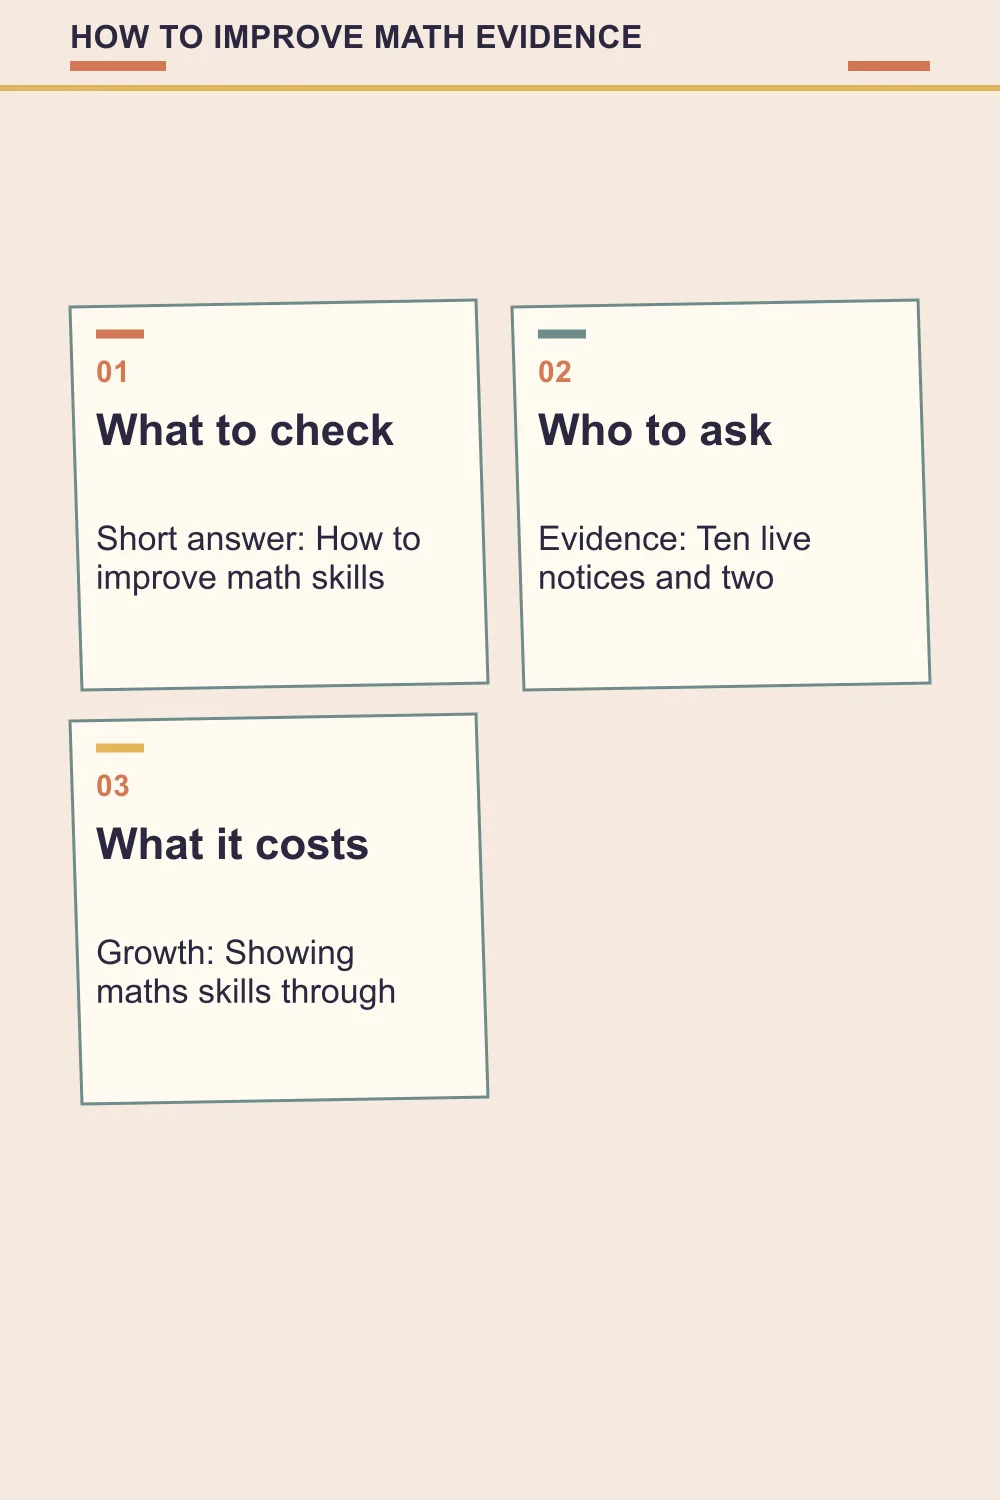 HOW TO IMPROVE MATH EVIDENCE
01
What to check
Short answer: How to
improve math skills
02
Who to ask
Evidence: Ten live
notices and two
03
What it costs
Growth: Showing
maths skills through